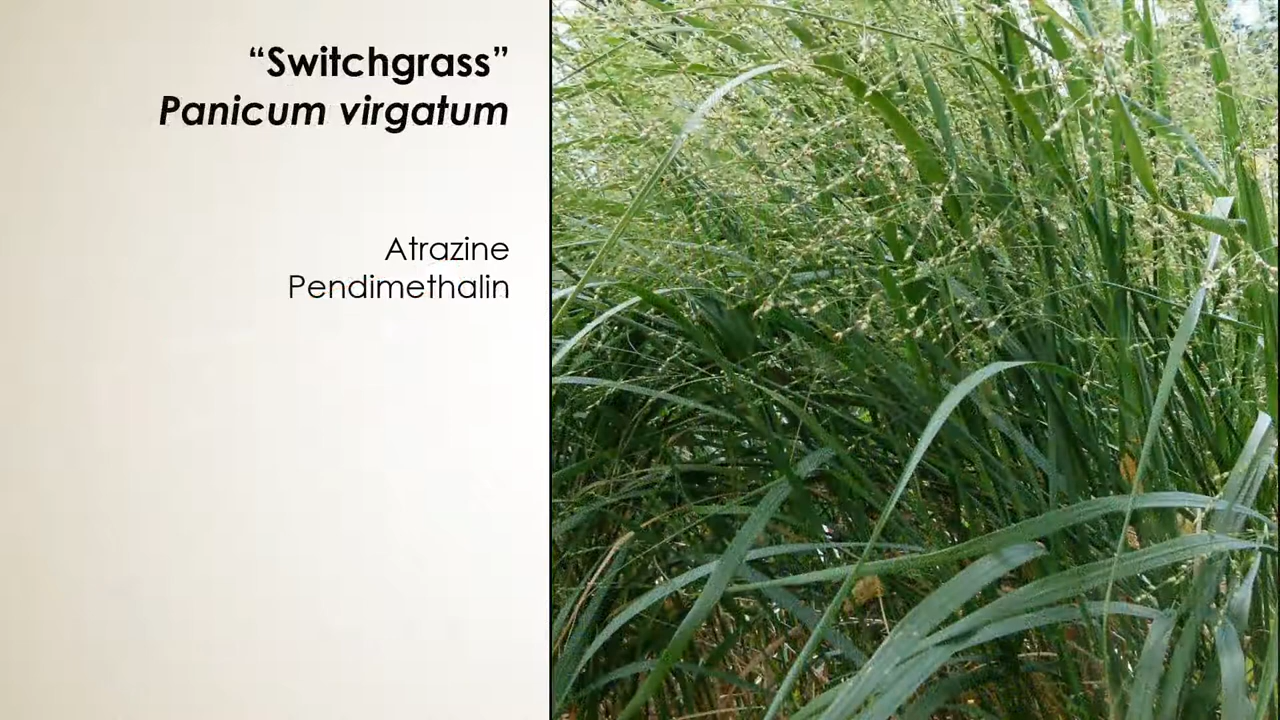 “Switchgrass”
Panicum virgatum
Atrazine
Pendimethalin